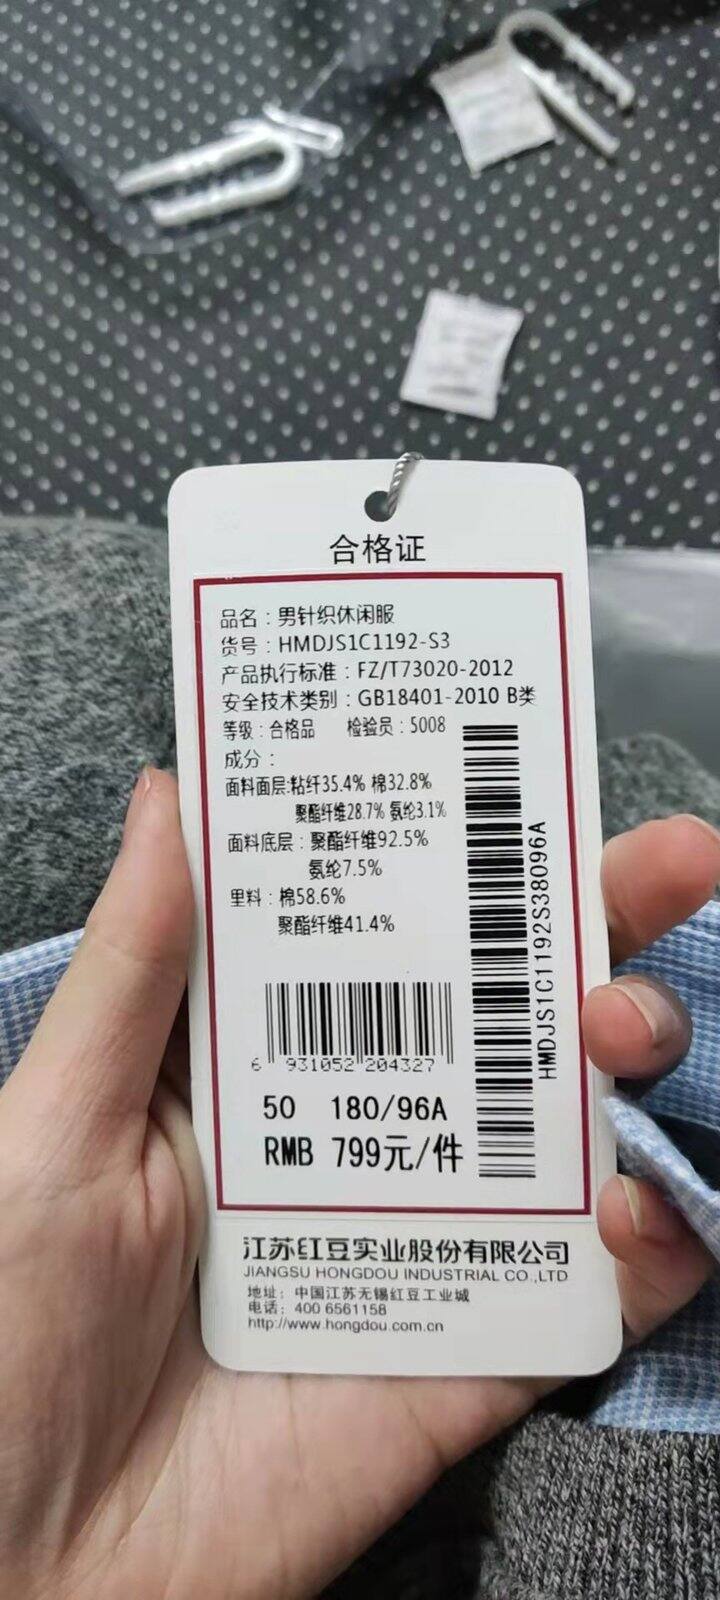 合格证
品名：男针织休闲服
货号：HMDJS1C1192-S3
产品执行标准：FZ/T73020-2012
安全技术类别：GB18401-2010 B类
等级：合格品 检验员：5008
成分：
面料面层:粘纤35.4% 棉32.8%
聚酯纤维28.7% 氨纶3.1%
面料底层：聚酯纤维92.5%
氨纶7.5%
里料：棉58.6%
聚酯纤维41.4%
HMDJS1C1192S38096A
6 931052 204327
50 180/96A
RMB 799元/件
江苏红豆实业股份有限公司
JIANGSU HONGDOU INDUSTRIAL CO.,LTD
地址：中国江苏无锡红豆工业城
电话：400 6561158
http://www.hongdou.com.cn